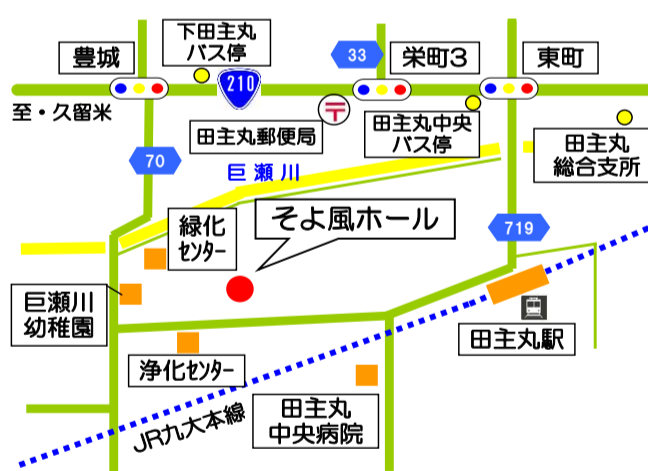 下田主丸
バス停
豊城
33
栄町3
東町
210
至・久留米
〒
田主丸郵便局
田主丸中央
バス停
田主丸
総合支所
70
巨瀬川
緑化
センター
そよ風ホール
719
巨瀬川
幼稚園
田主丸駅
浄化センター
JR九大本線
田主丸
中央病院